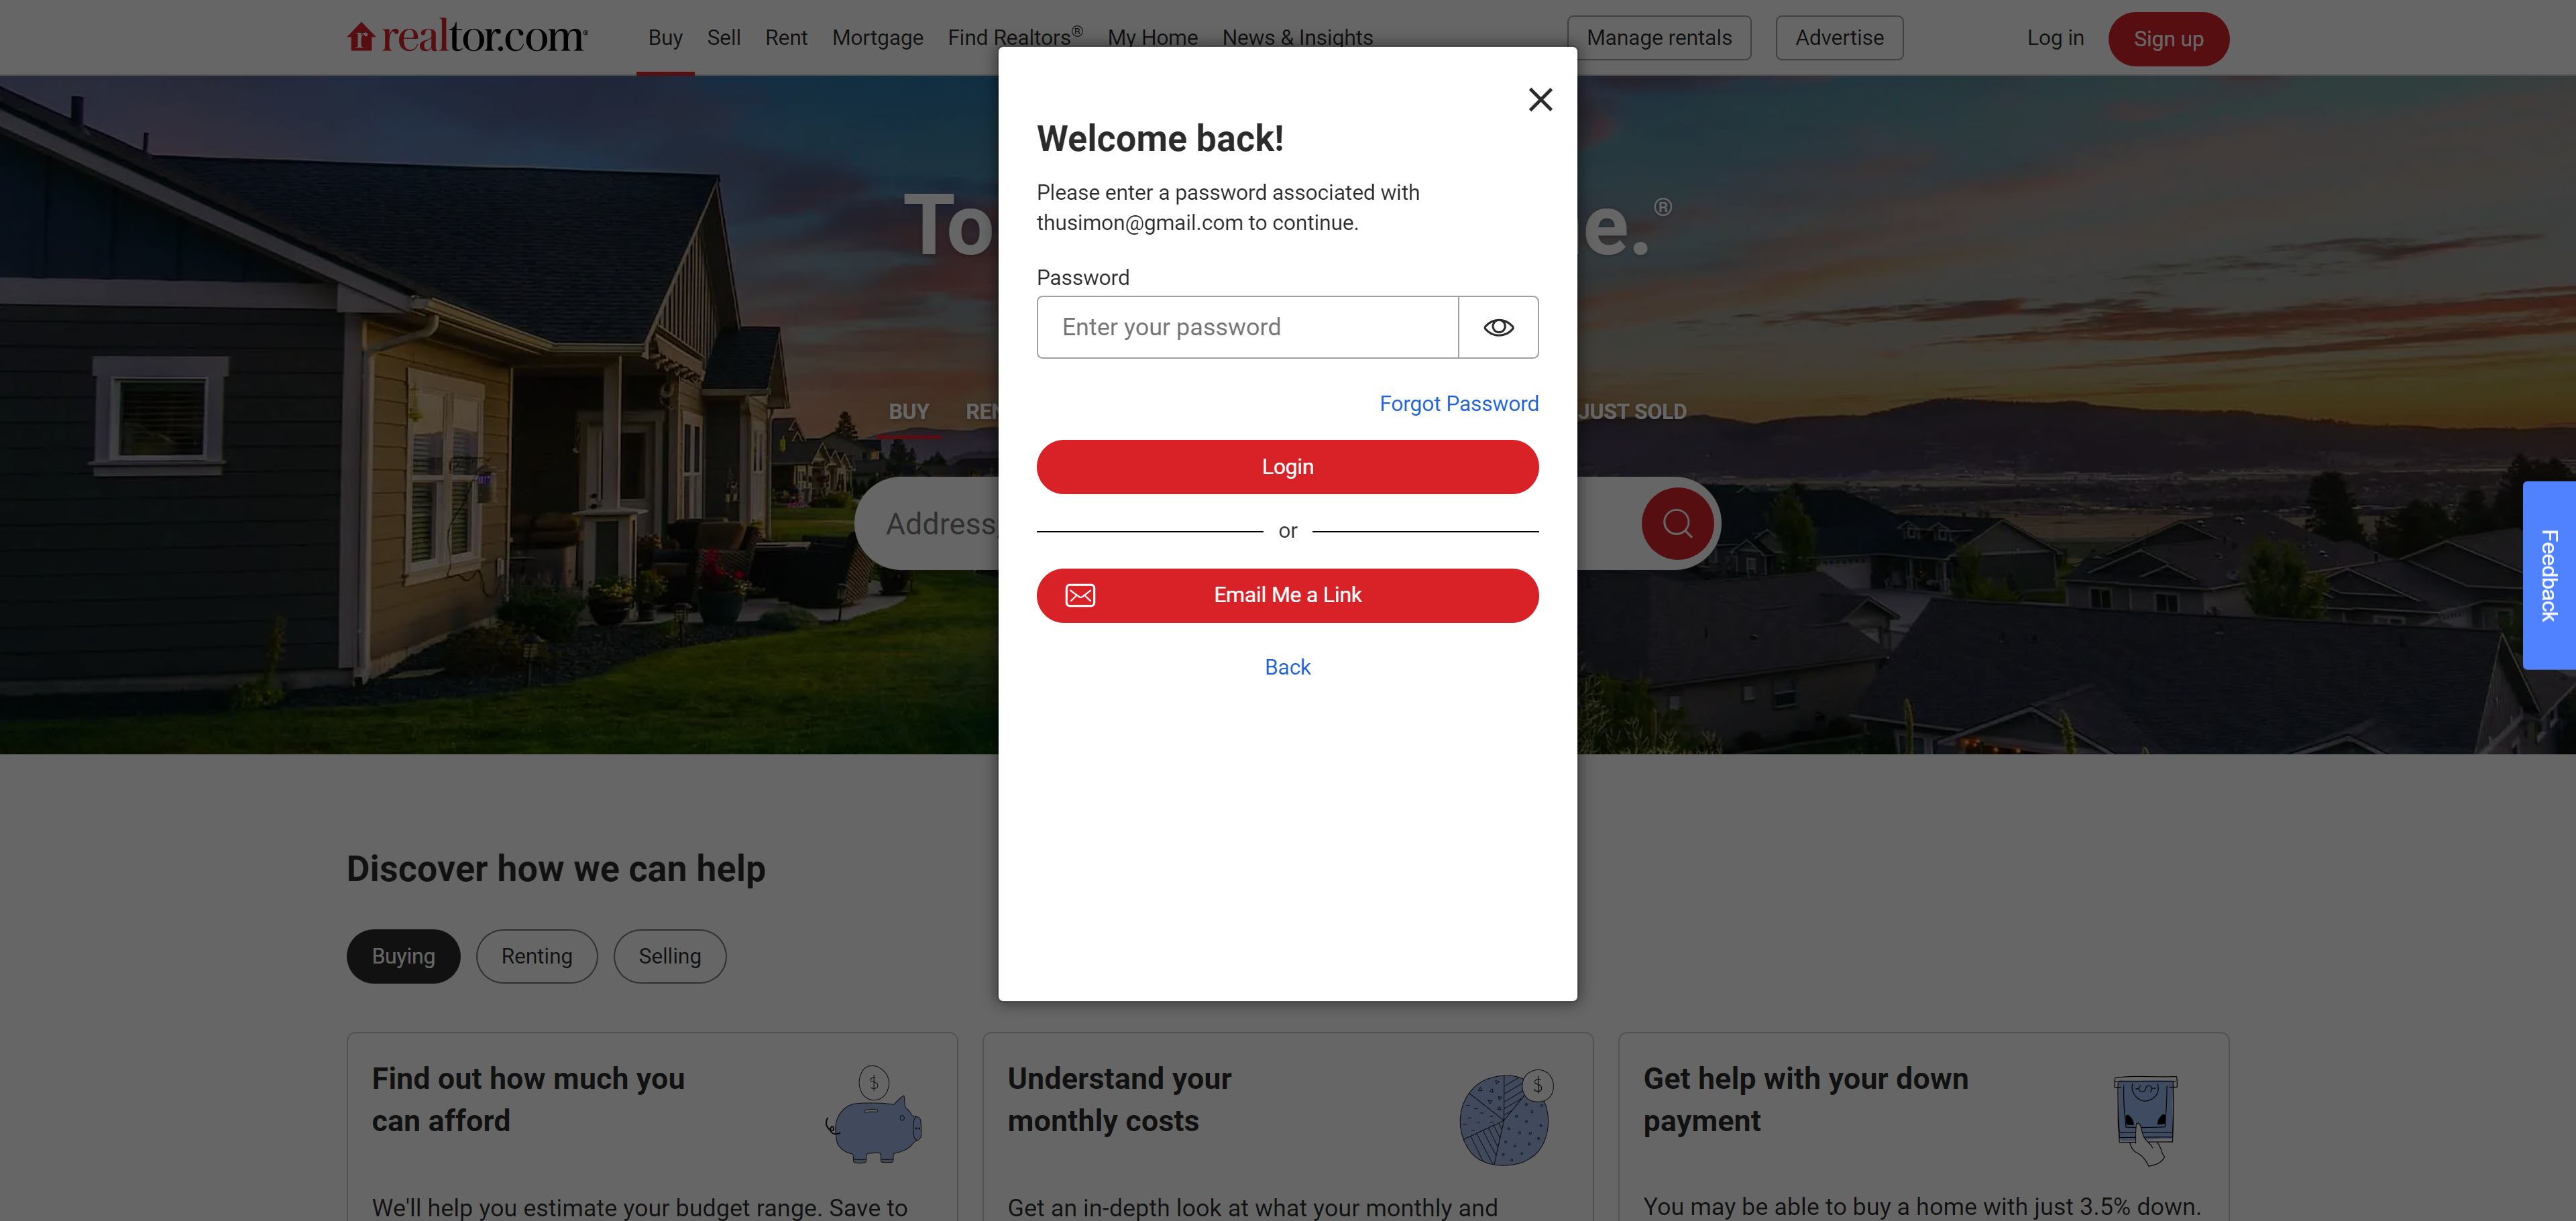 realtor.com®
Buy
Sell
Rent
Mortgage
Find Realtors®
My Home
News & Insights
Manage rentals
Advertise
Log in
Sign up
Welcome back!
Please enter a password associated with
thusimon@gmail.com to continue.
Password
Enter your password
Forgot Password
Login
or
Email Me a Link
Back
To
e.®
BUY
JUST SOLD
Address,
Feedback
Discover how we can help
Buying
Renting
Selling
Find out how much you
can afford
We'll help you estimate your budget range. Save to
Understand your
monthly costs
Get an in-depth look at what your monthly and
Get help with your down
payment
You may be able to buy a home with just 3.5% down.